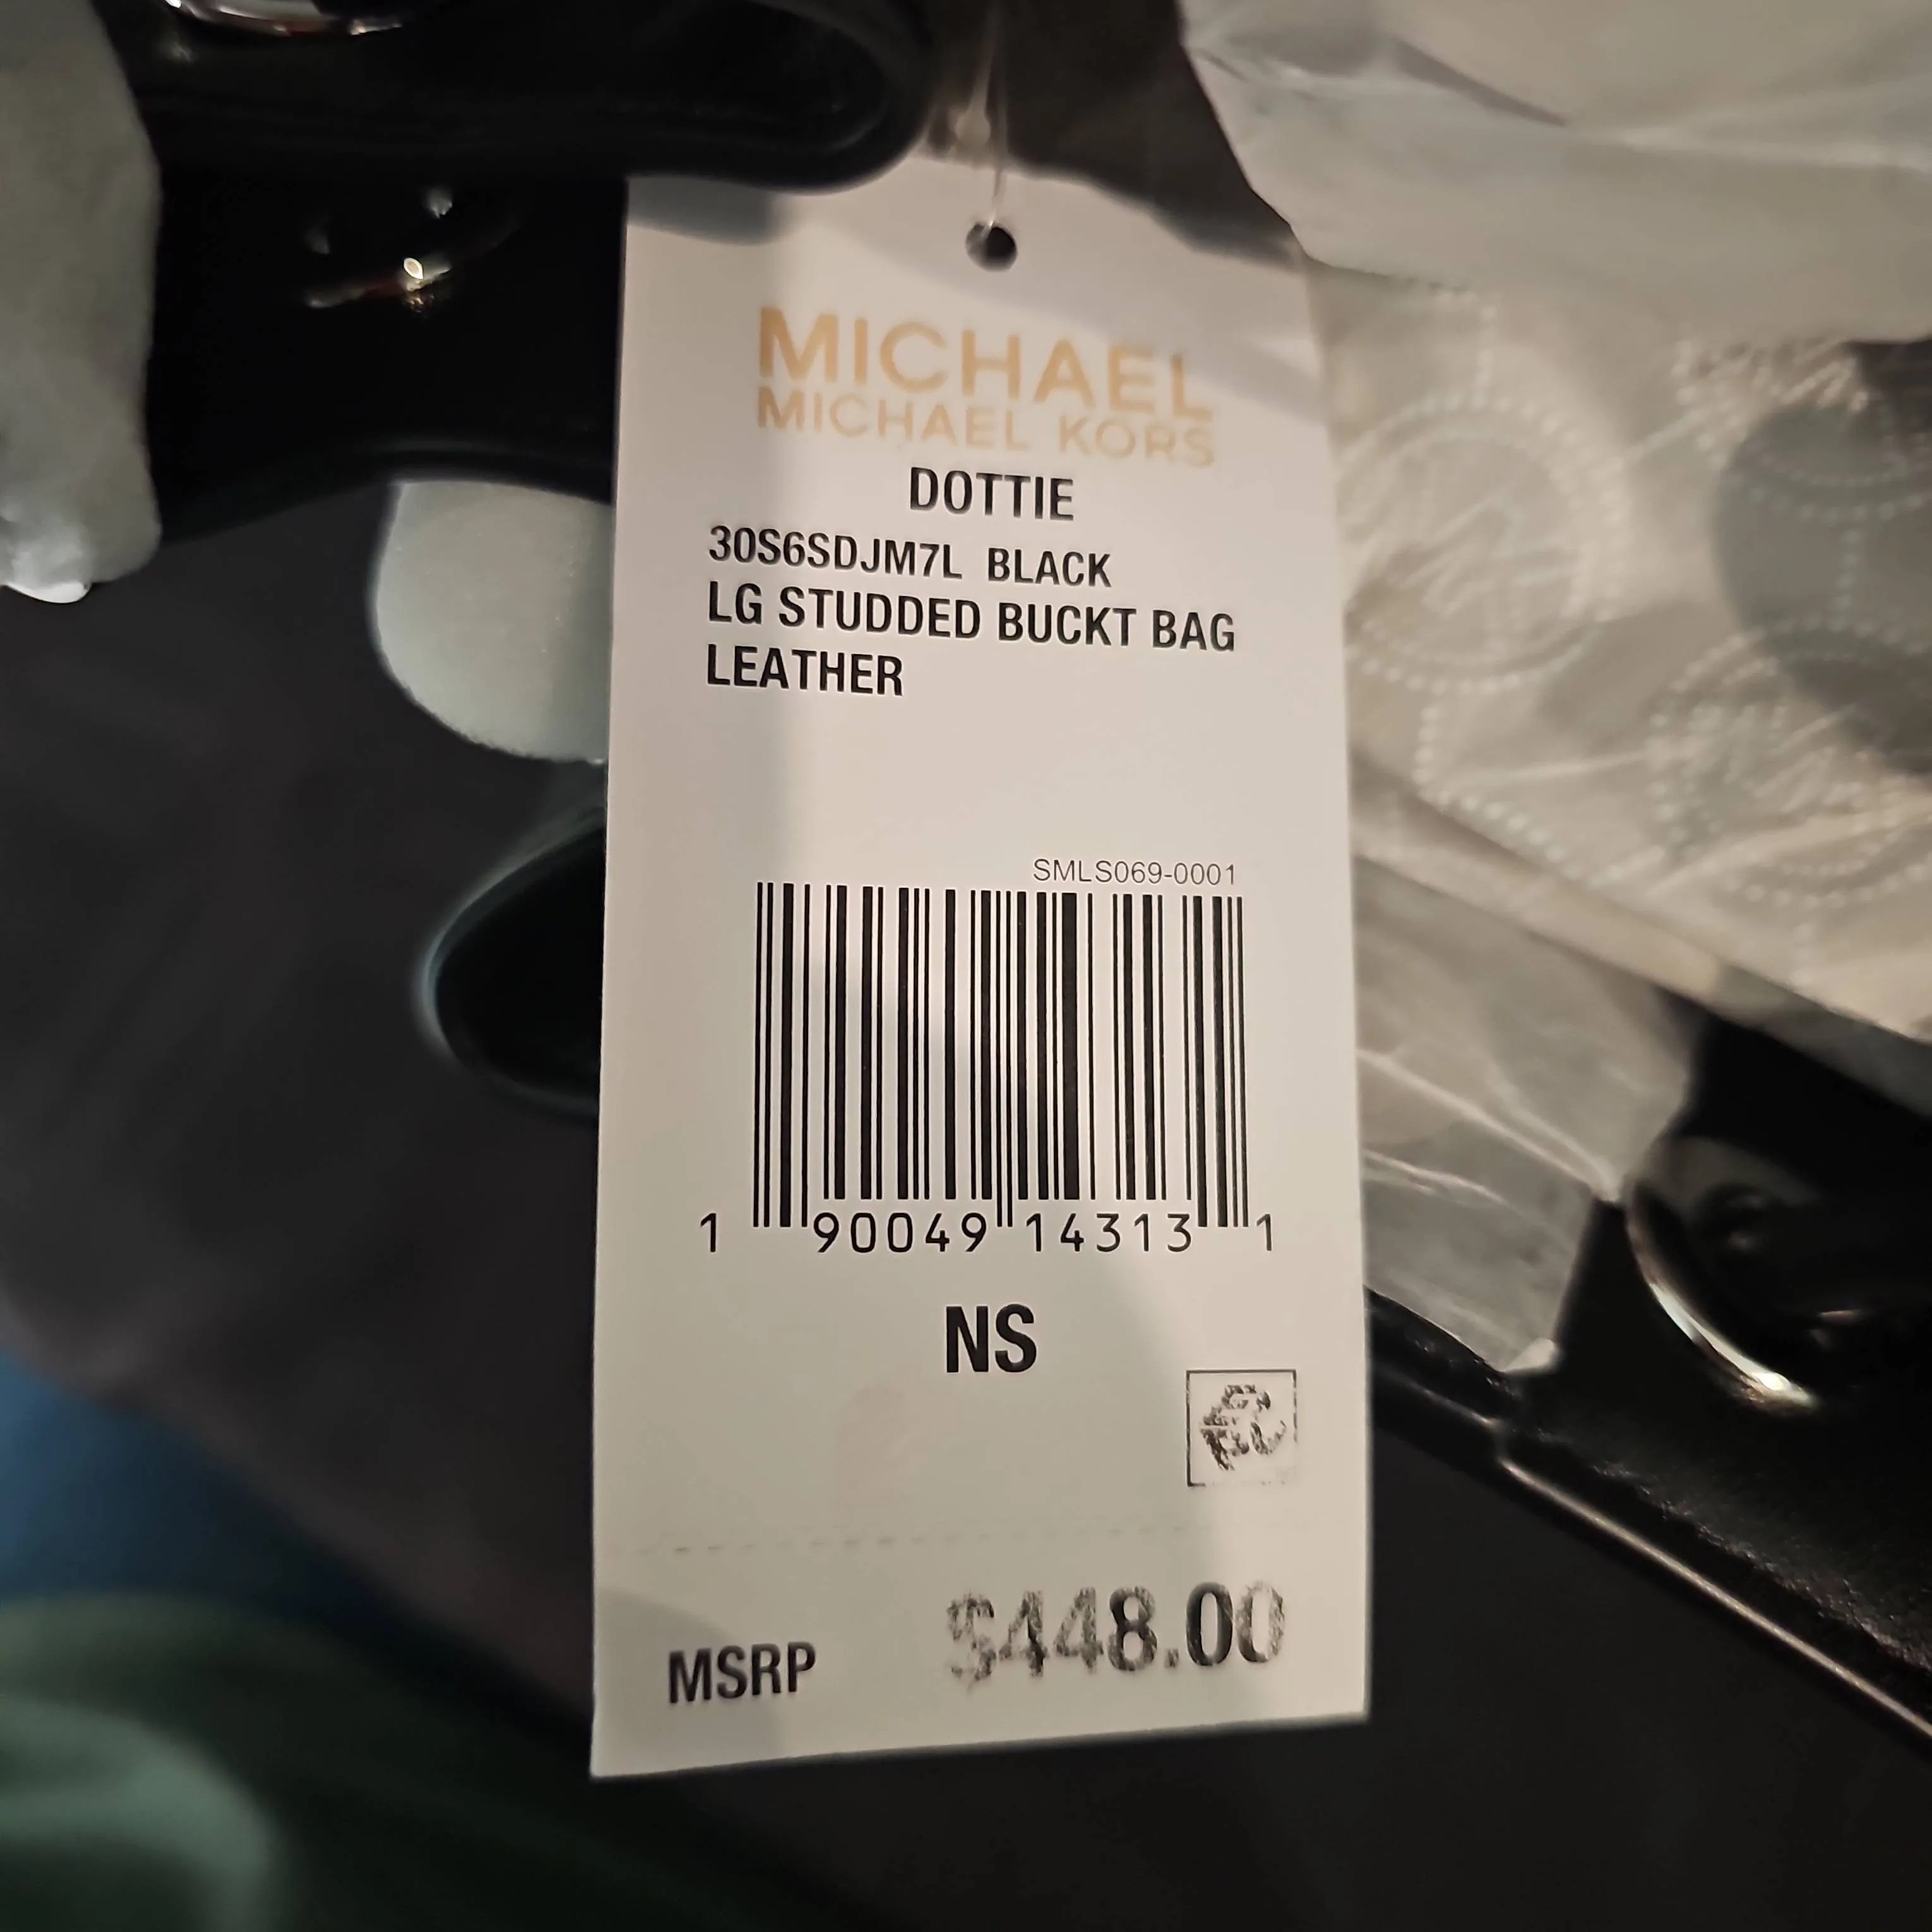 MICHAEL
MICHAEL KORS
DOTTIE
30S6SDJM7L BLACK
LG STUDDED BUCKT BAG
LEATHER
SMLS069-0001
1 90049 14313 1
NS
MSRP $448.00